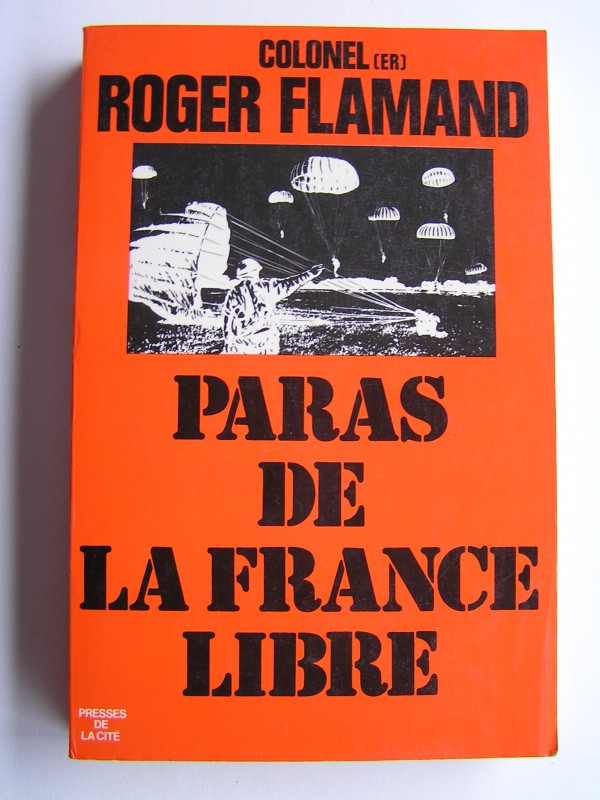 COLONEL (ER)
ROGER FLAMAND
PARAS
DE
LA FRANCE
LIBRE
PRESSES
DE
LA CITÉ